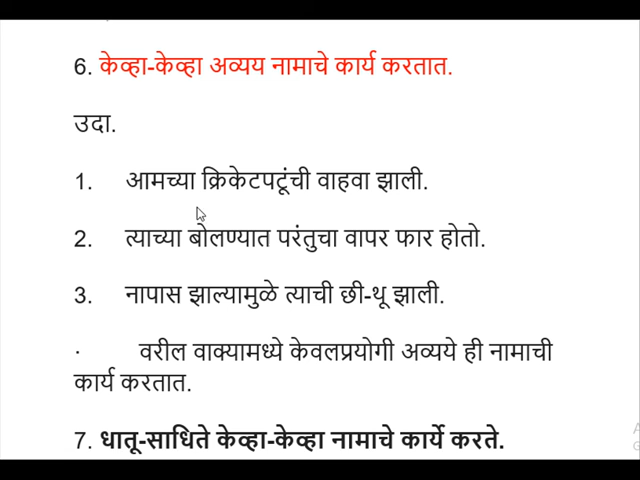 6. केव्हा-केव्हा अव्यय नामाचे कार्य करतात.
उदा.
1. आमच्या क्रिकेटपटूंची वाहवा झाली.
2. त्याच्या बोलण्यात परंतुचा वापर फार होतो.
3. नापास झाल्यामुळे त्याची छी-थू झाली.
· वरील वाक्यामध्ये केवलप्रयोगी अव्यये ही नामाची
कार्य करतात.
7. धातू-साधिते केव्हा-केव्हा नामाचे कार्ये करते.